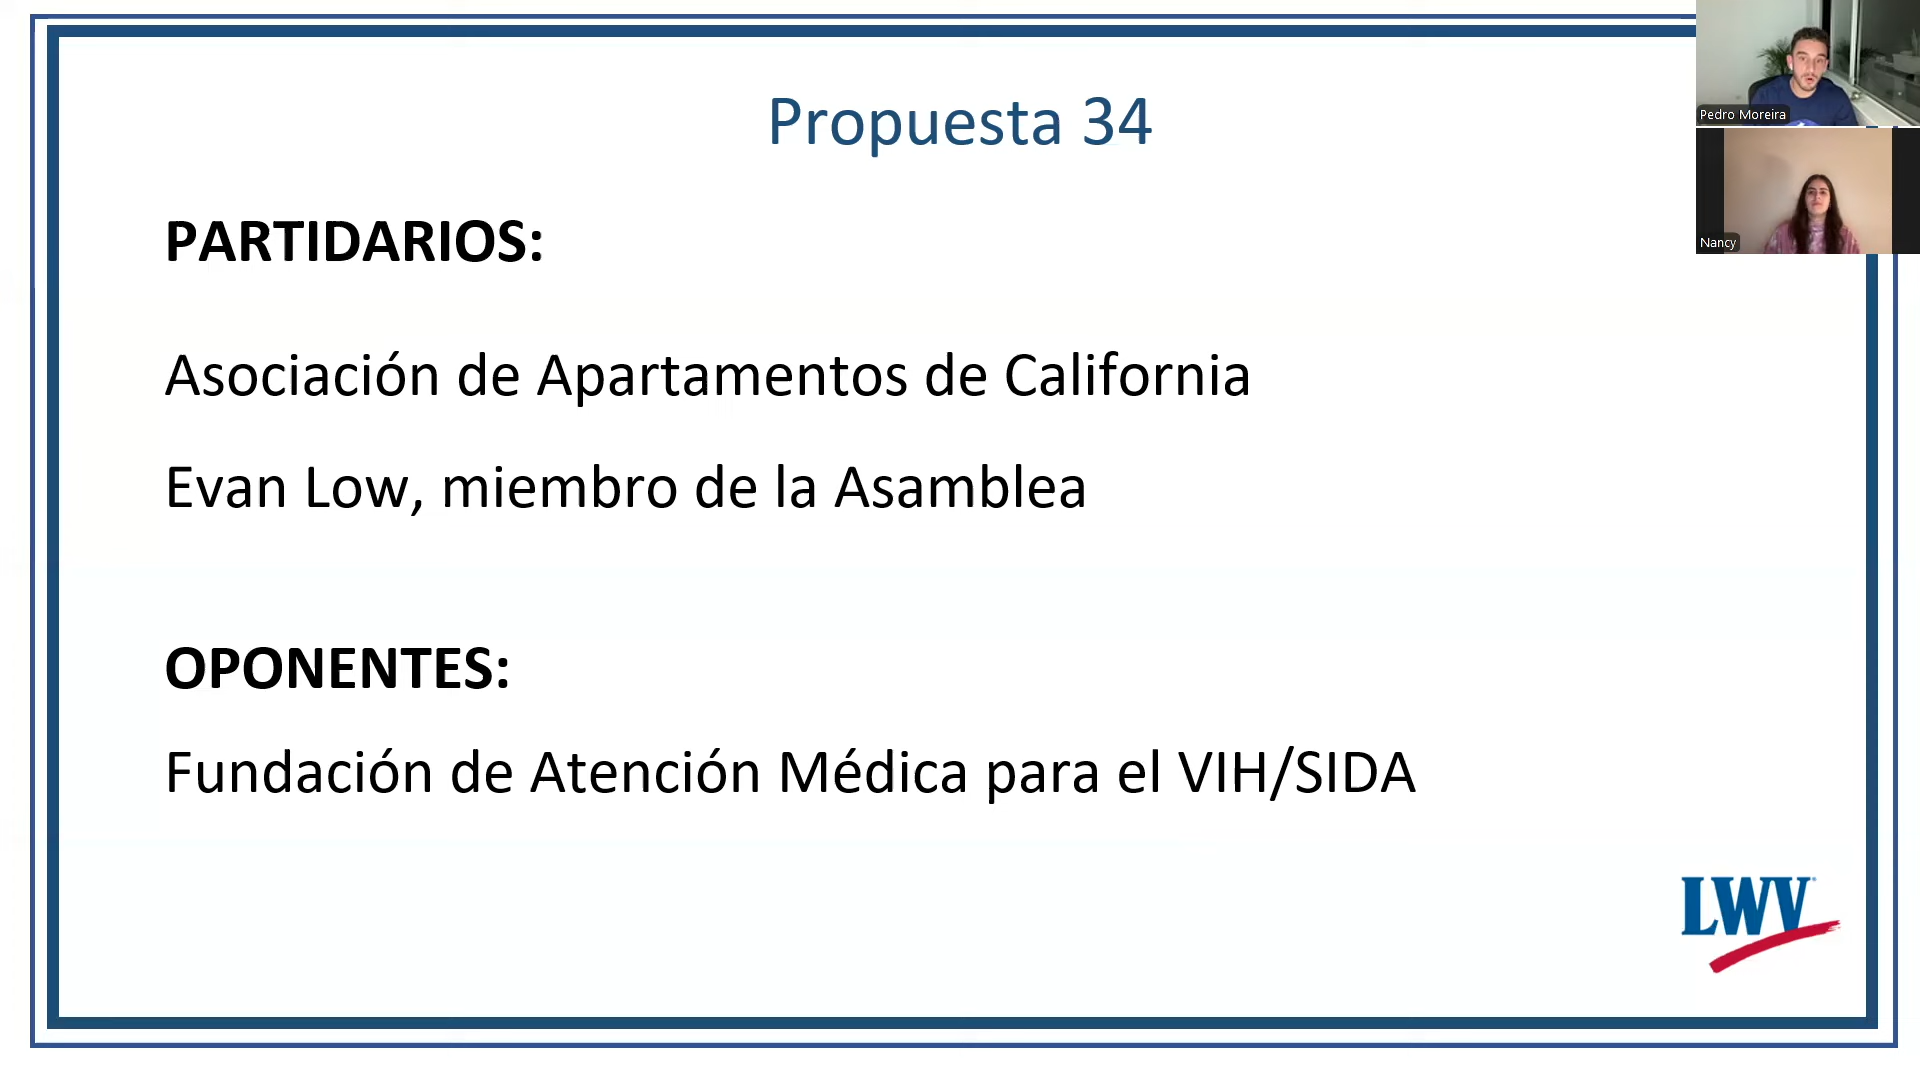 Propuesta 34
PARTIDARIOS:
Asociación de Apartamentos de California
Evan Low, miembro de la Asamblea
OPONENTES:
Fundación de Atención Médica para el VIH/SIDA
LWV
Pedro Moreira
Nancy